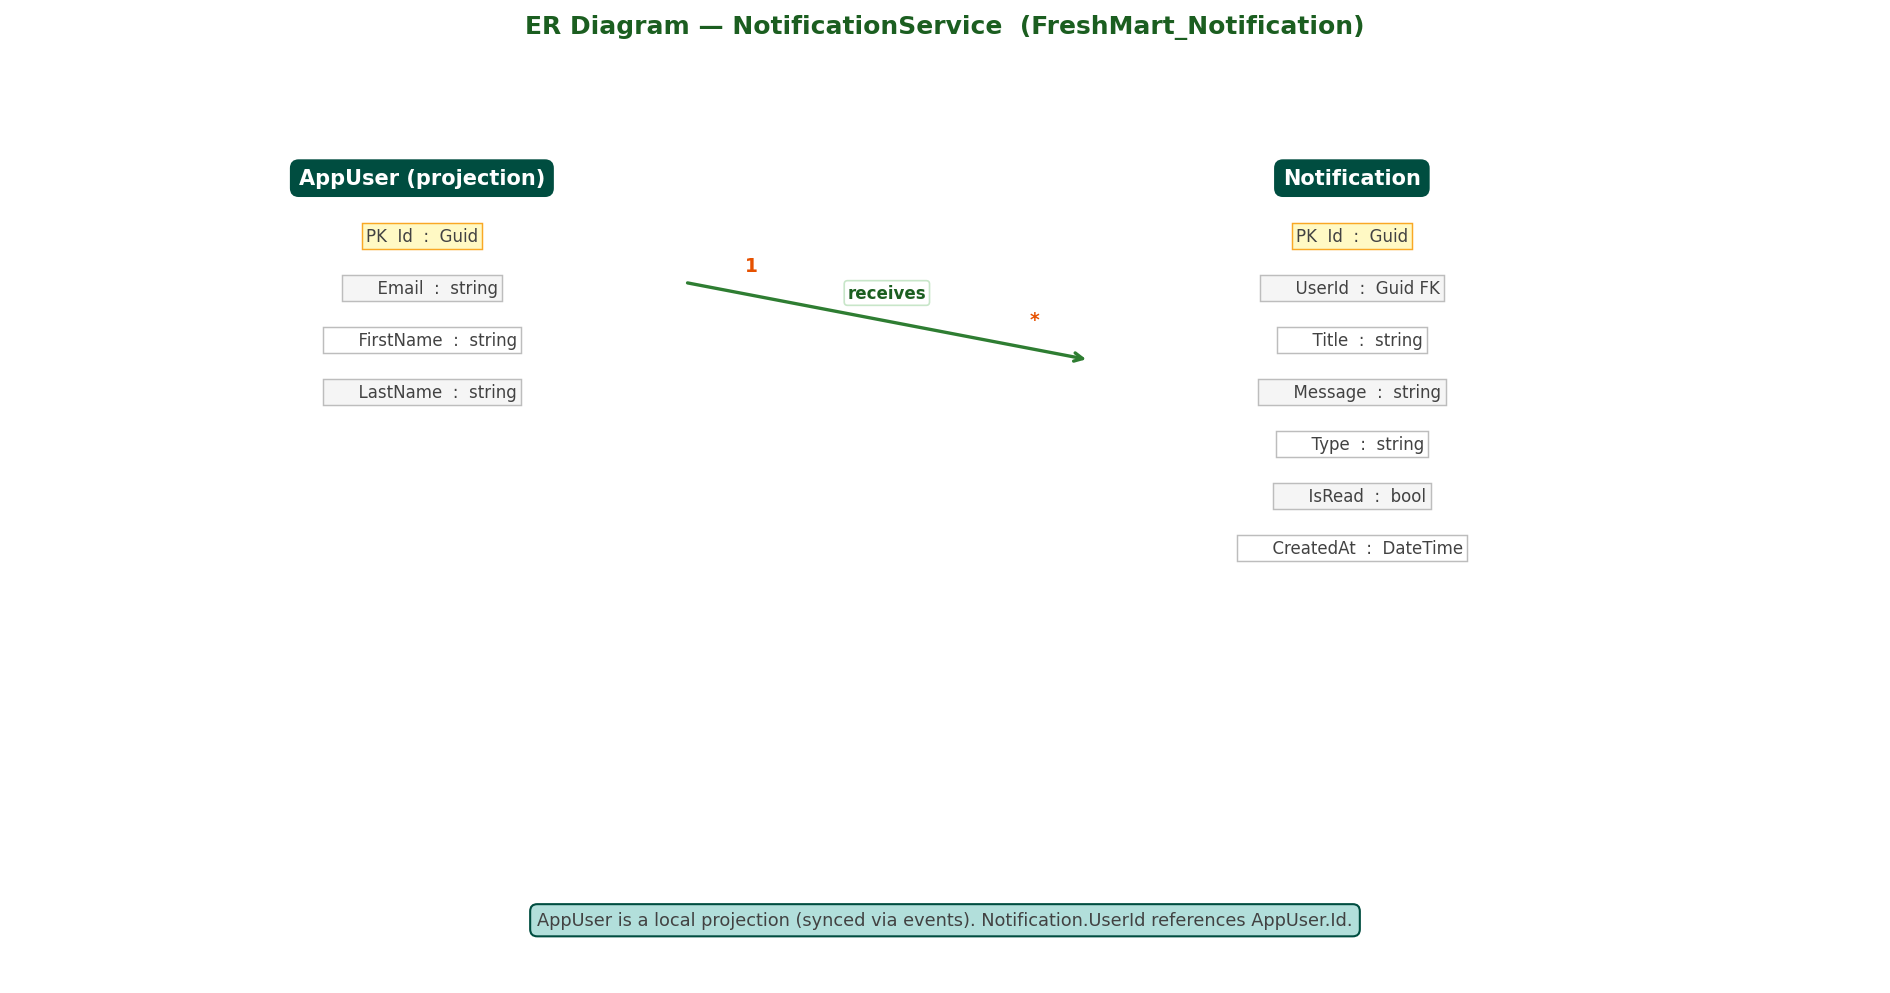 ER Diagram — NotificationService (FreshMart_Notification)
AppUser (projection)
PK Id : Guid
Email : string
FirstName : string
LastName : string
1
receives
*
Notification
PK Id : Guid
UserId : Guid FK
Title : string
Message : string
Type : string
IsRead : bool
CreatedAt : DateTime
AppUser is a local projection (synced via events). Notification.UserId references AppUser.Id.